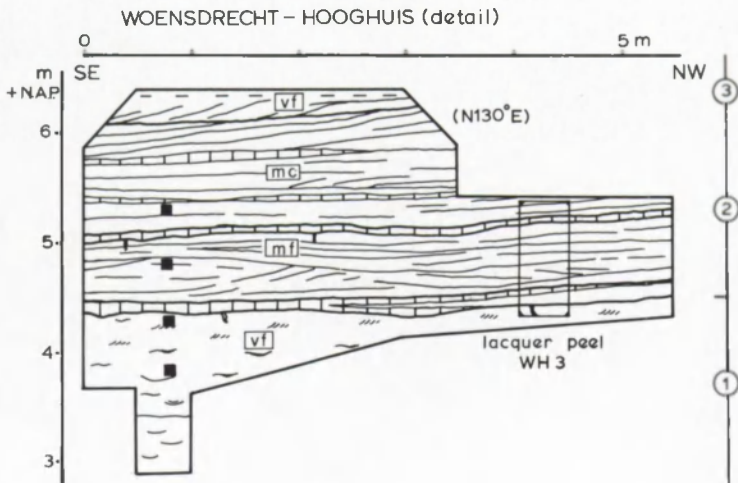 WOENSDRECHT – HOOGHUIS (detail)
0 5 m
m SE NW
+ N.A.P.
vf 3
(N130°E)
6
mc
2
5
mf
4 vf
lacquer peel
WH 3
1
3